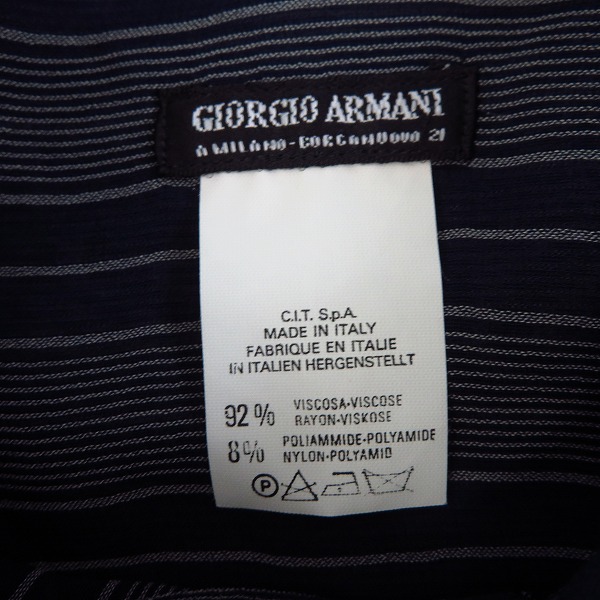 GIORGIO ARMANI
A MILANO-BORGONUOVO 21
C.I.T. S.p.A.
MADE IN ITALY
FABRIQUE EN ITALIE
IN ITALIEN HERGENSTELLT
92% VISCOSA-VISCOSE
RAYON-VISKOSE
8% POLIAMMIDE-POLYAMIDE
NYLON-POLYAMID
P